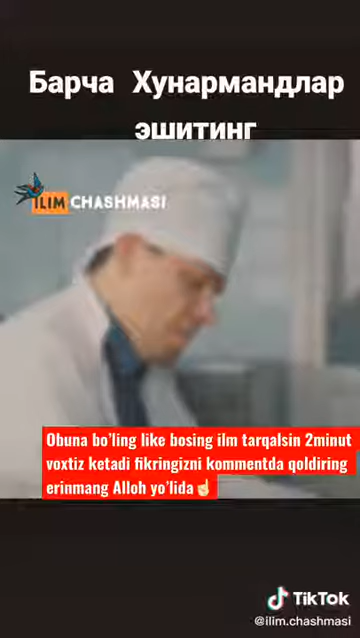 Барча Хунармандлар
эшитинг
ILIM CHASHMASI
Obuna bo'ling like bosing ilm tarqalsin 2minut
voxtiz ketadi fikringizni kommentda qoldiring
erinmang Alloh yo'lida☝
TikTok
@ilim.chashmasi